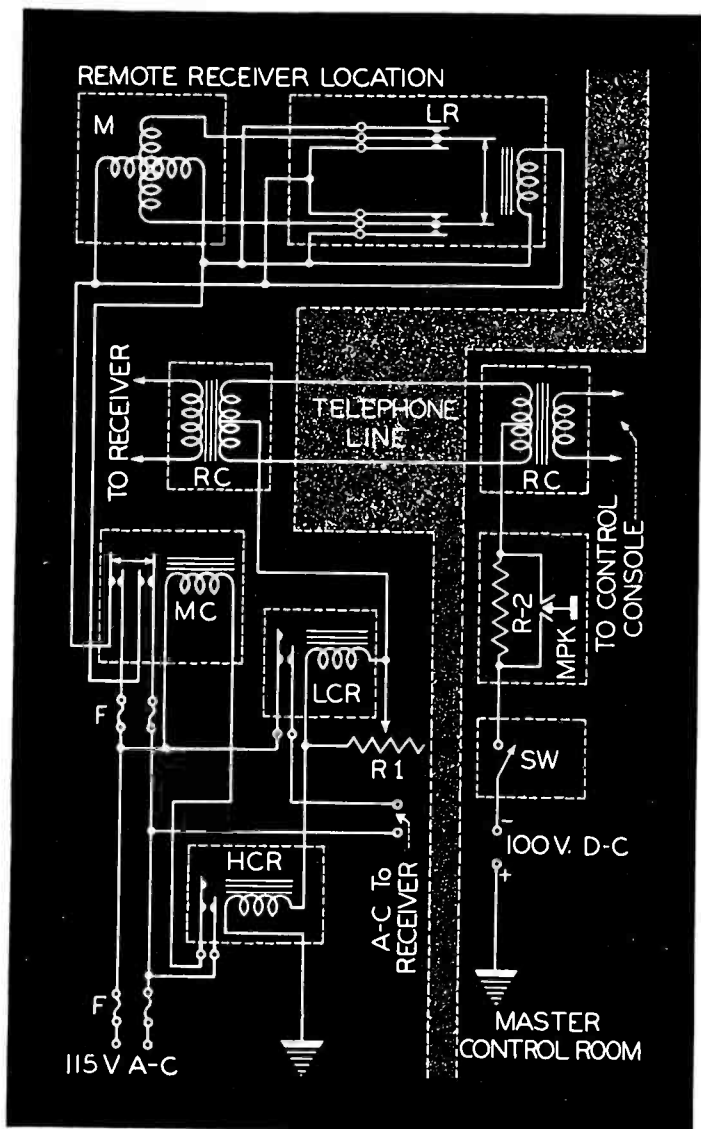 REMOTE RECEIVER LOCATION
M
LR
TO RECEIVER
RC
TELEPHONE
LINE
RC
TO CONTROL
CONSOLE
MC
R-2
MPK
LCR
F
R1
SW
HCR
A-C To
RECEIVER
-
100 V. D-C
+
F
115 V A-C
MASTER
CONTROL ROOM